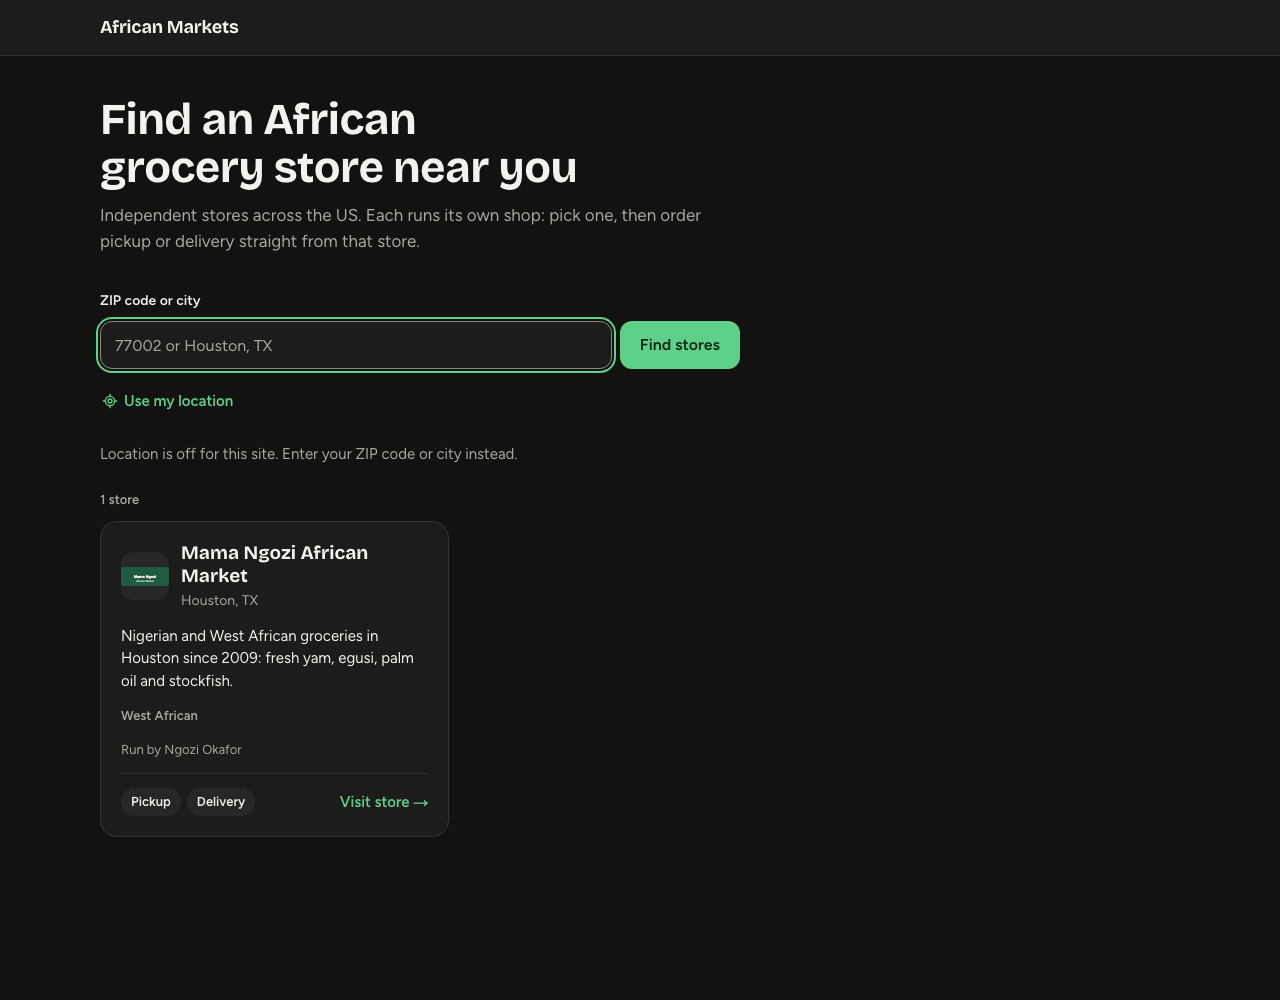 African Markets
Find an African
grocery store near you
Independent stores across the US. Each runs its own shop: pick one, then order
pickup or delivery straight from that store.
ZIP code or city
77002 or Houston, TX
Find stores
Use my location
Location is off for this site. Enter your ZIP code or city instead.
1 store
Mama Ngozi
Mama Ngozi African
Market
Houston, TX
Nigerian and West African groceries in
Houston since 2009: fresh yam, egusi, palm
oil and stockfish.
West African
Run by Ngozi Okafor
Pickup
Delivery
Visit store →